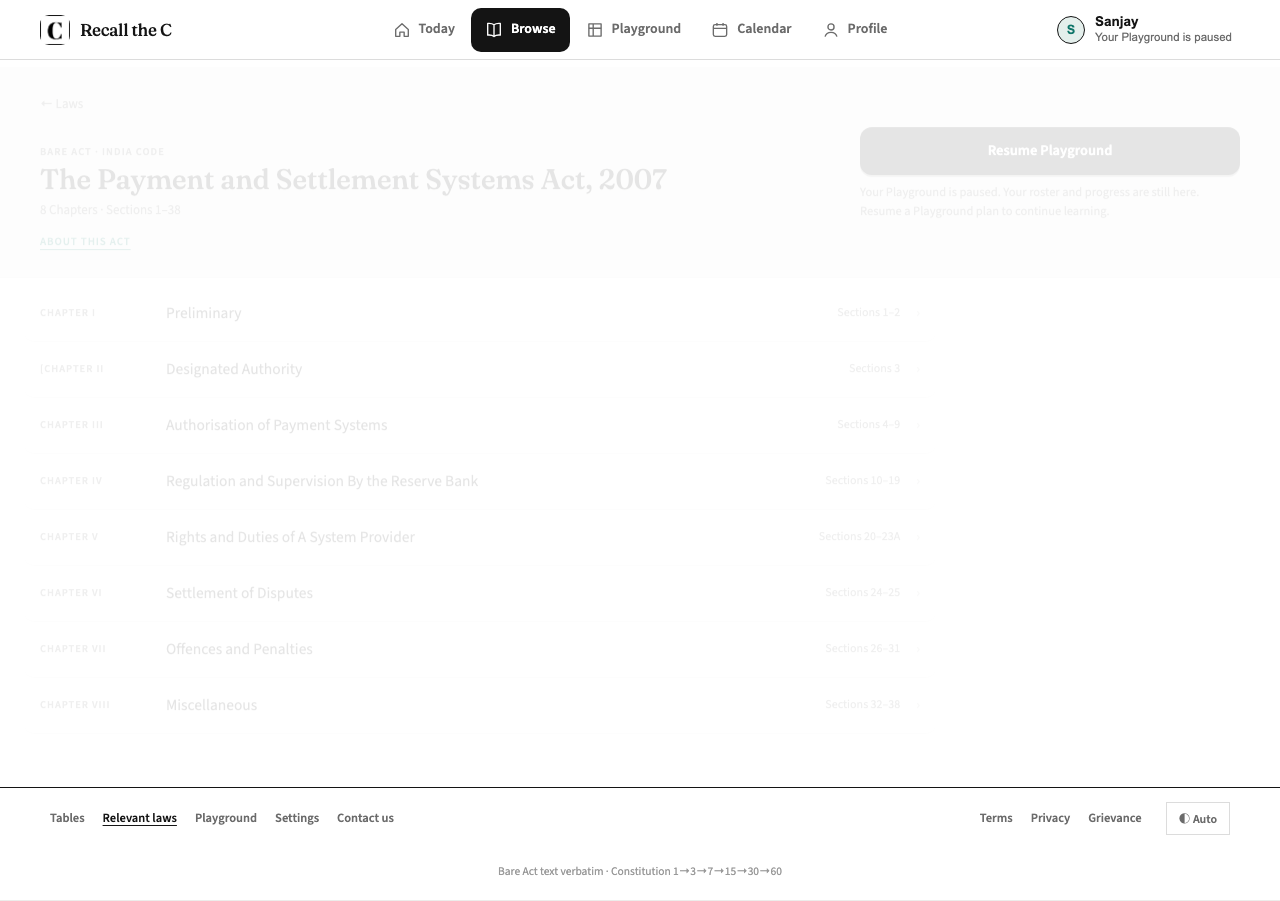 C Recall the C
Today Browse Playground Calendar Profile
S Sanjay
Your Playground is paused
← Laws
BARE ACT · INDIA CODE
The Payment and Settlement Systems Act, 2007
8 Chapters · Sections 1–38
ABOUT THIS ACT
Resume Playground
Your Playground is paused. Your roster and progress are still here.
Resume a Playground plan to continue learning.
CHAPTER I Preliminary Sections 1–2 ›
[CHAPTER II Designated Authority Sections 3 ›
CHAPTER III Authorisation of Payment Systems Sections 4–9 ›
CHAPTER IV Regulation and Supervision By the Reserve Bank Sections 10–19 ›
CHAPTER V Rights and Duties of A System Provider Sections 20–23A ›
CHAPTER VI Settlement of Disputes Sections 24–25 ›
CHAPTER VII Offences and Penalties Sections 26–31 ›
CHAPTER VIII Miscellaneous Sections 32–38 ›
Tables Relevant laws Playground Settings Contact us Terms Privacy Grievance Auto
Bare Act text verbatim · Constitution 1→3→7→15→30→60